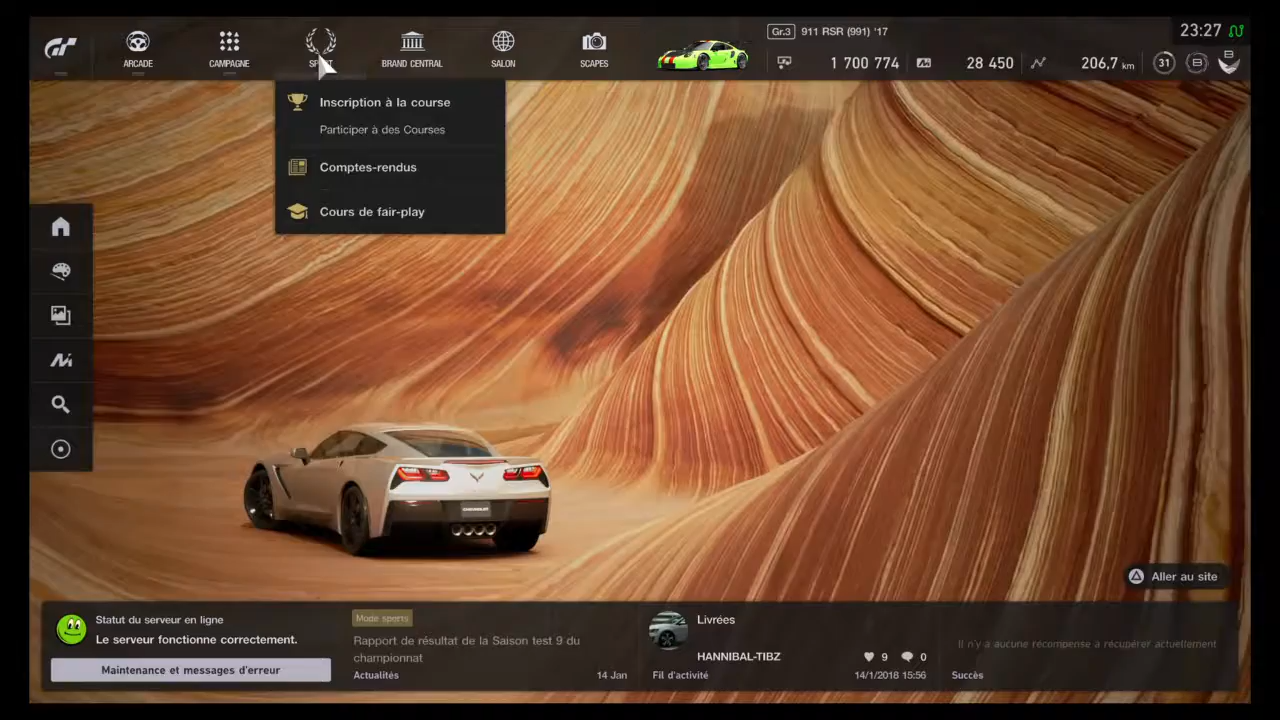 ARCADE
CAMPAGNE
BRAND CENTRAL
SALON
SCAPES
Gr.3 911 RSR (991) '17
1 700 774
28 450
206,7 km
31
B
23:27
Inscription à la course
Participer à des Courses
Comptes-rendus
Cours de fair-play
CHEVROLET
Aller au site
Statut du serveur en ligne
Le serveur fonctionne correctement.
Maintenance et messages d'erreur
Mode sports
Rapport de résultat de la Saison test 9 du
championnat
Actualités
14 Jan
Livrées
HANNIBAL-TIBZ
9
0
Fil d'activité
14/1/2018 15:56
Il n'y a aucune récompense à récupérer actuellement
Succès